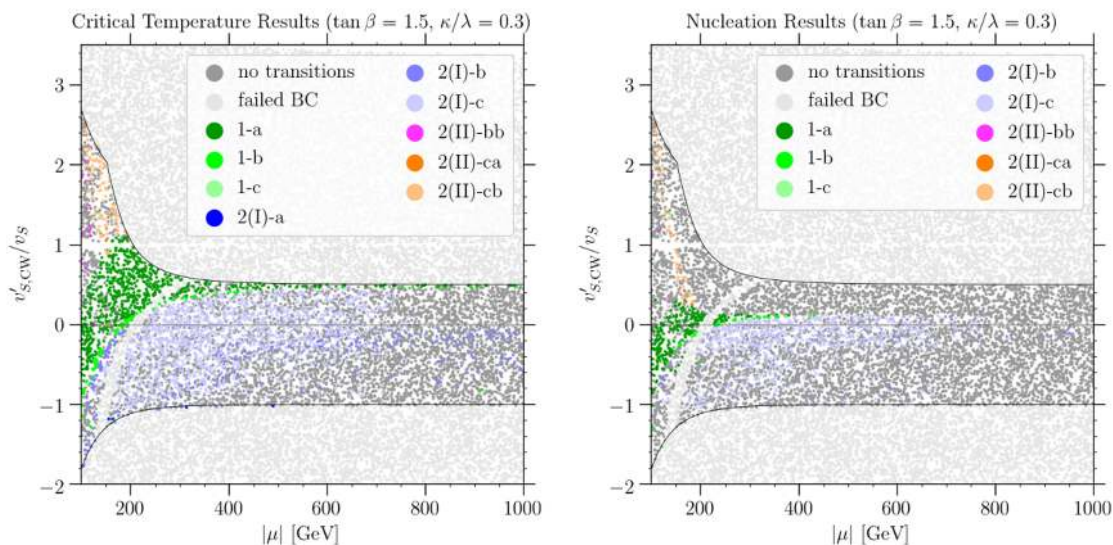 Critical Temperature Results (tan β = 1.5, κ/λ = 0.3)
no transitions
failed BC
1-a
1-b
1-c
2(I)-a
2(I)-b
2(I)-c
2(II)-bb
2(II)-ca
2(II)-cb
v′S,CW/vS
3
2
1
0
−1
−2
200
400
600
800
1000
|μ| [GeV]
Nucleation Results (tan β = 1.5, κ/λ = 0.3)
no transitions
failed BC
1-a
1-b
1-c
2(I)-b
2(I)-c
2(II)-bb
2(II)-ca
2(II)-cb
v′S,CW/vS
3
2
1
0
−1
−2
200
400
600
800
1000
|μ| [GeV]